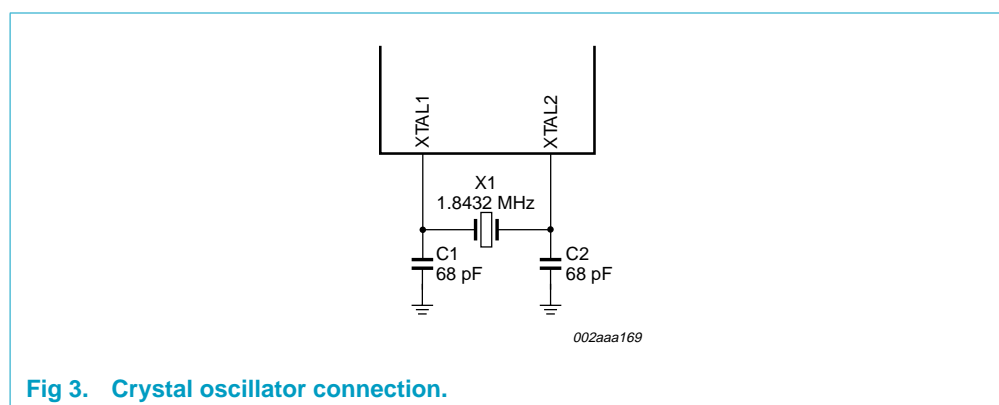 XTAL1
XTAL2
X1
1.8432 MHz
C1
68 pF
C2
68 pF
002aaa169
Fig 3. Crystal oscillator connection.